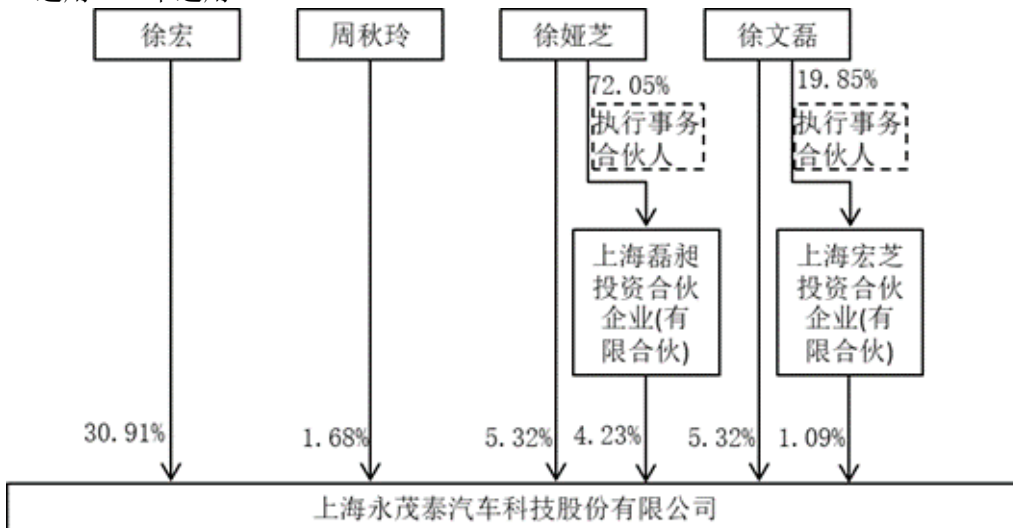 徐宏
周秋玲
徐娅芝
徐文磊
72.05%
19.85%
执行事务
合伙人
执行事务
合伙人
上海磊昶
投资合伙
企业(有
限合伙)
上海宏芝
投资合伙
企业(有
限合伙)
30.91%
1.68%
5.32%
4.23%
5.32%
1.09%
上海永茂泰汽车科技股份有限公司